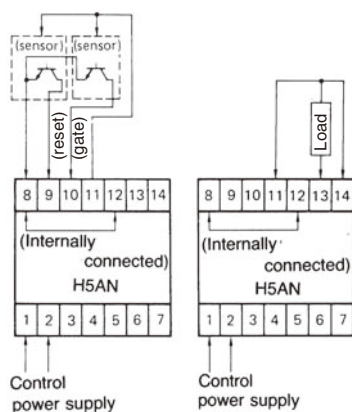 (sensor) (sensor)
(reset)
(gate)
8 9 10 11 12 13 14
(Internally
connected)
H5AN
1 2 3 4 5 6 7
Control
power supply
Load
8 9 10 11 12 13 14
(Internally
connected)
H5AN
1 2 3 4 5 6 7
Control
power supply